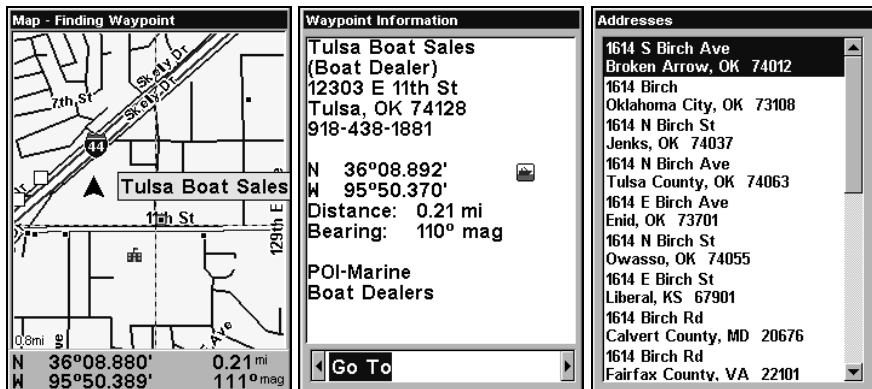 Map - Finding Waypoint
Skelly Dr
7th St
Skelly Dr
44
Tulsa Boat Sales
11th St
129th E
Ave
0.8mi
N 36º08.880' 0.21 mi
W 95º50.389' 111º mag
Waypoint Information
Tulsa Boat Sales
(Boat Dealer)
12303 E 11th St
Tulsa, OK 74128
918-438-1881
N 36º08.892'
W 95º50.370'
Distance: 0.21 mi
Bearing: 110º mag
POI-Marine
Boat Dealers
Go To
Addresses
1614 S Birch Ave
Broken Arrow, OK 74012
1614 Birch
Oklahoma City, OK 73108
1614 N Birch St
Jenks, OK 74037
1614 N Birch Ave
Tulsa County, OK 74063
1614 E Birch Ave
Enid, OK 73701
1614 N Birch St
Owasso, OK 74055
1614 E Birch St
Liberal, KS 67901
1614 Birch Rd
Calvert County, MD 20676
1614 Birch Rd
Fairfax County, VA 22101